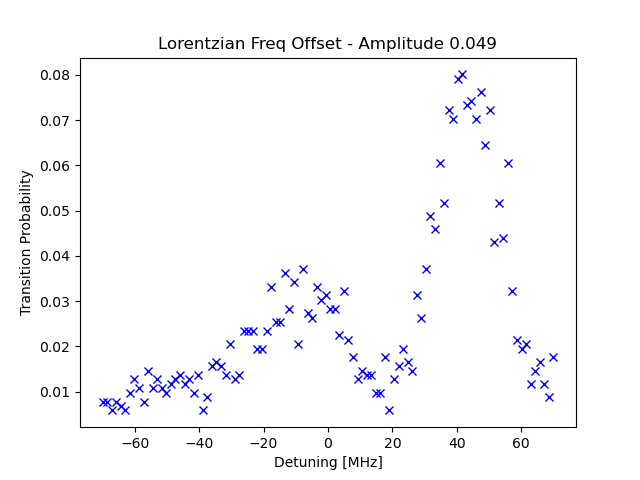 Lorentzian Freq Offset - Amplitude 0.049
0.08
0.07
0.06
0.05
0.04
0.03
0.02
0.01
Transition Probability
−60 −40 −20 0 20 40 60
Detuning [MHz]